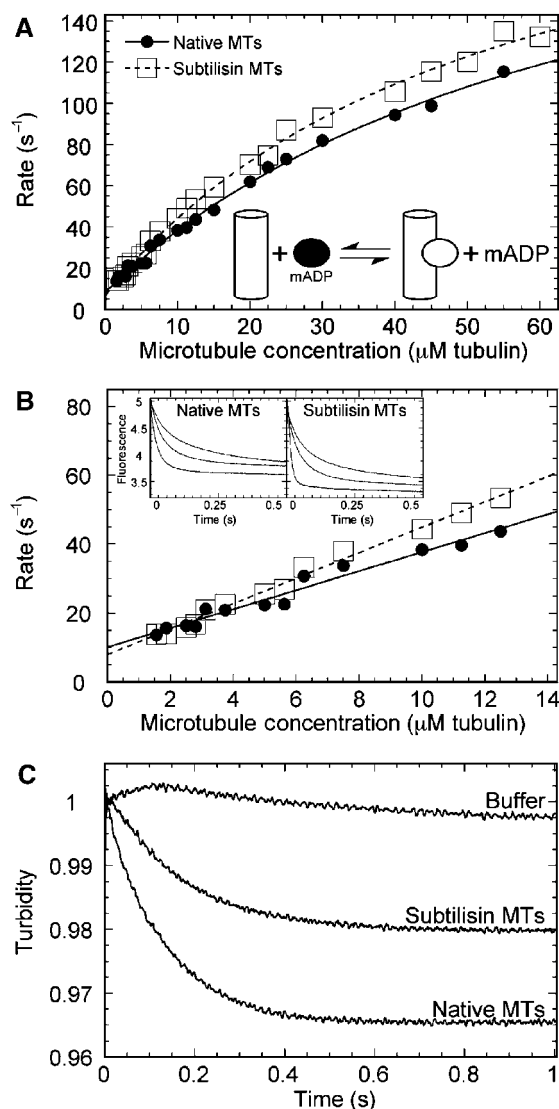 A
Native MTs
Subtilisin MTs
Rate (s⁻¹)
140
120
100
80
60
40
20
0
mADP
+
+ mADP
0 10 20 30 40 50 60
Microtubule concentration (μM tubulin)
B
Rate (s⁻¹)
80
60
40
20
0
Fluorescence
5
4.5
4
3.5
Native MTs
Subtilisin MTs
0 0.25 0.5
0 0.25 0.5
Time (s)
Time (s)
0 2 4 6 8 10 12 14
Microtubule concentration (μM tubulin)
C
Turbidity
1
0.99
0.98
0.97
0.96
Buffer
Subtilisin MTs
Native MTs
0 0.2 0.4 0.6 0.8 1
Time (s)